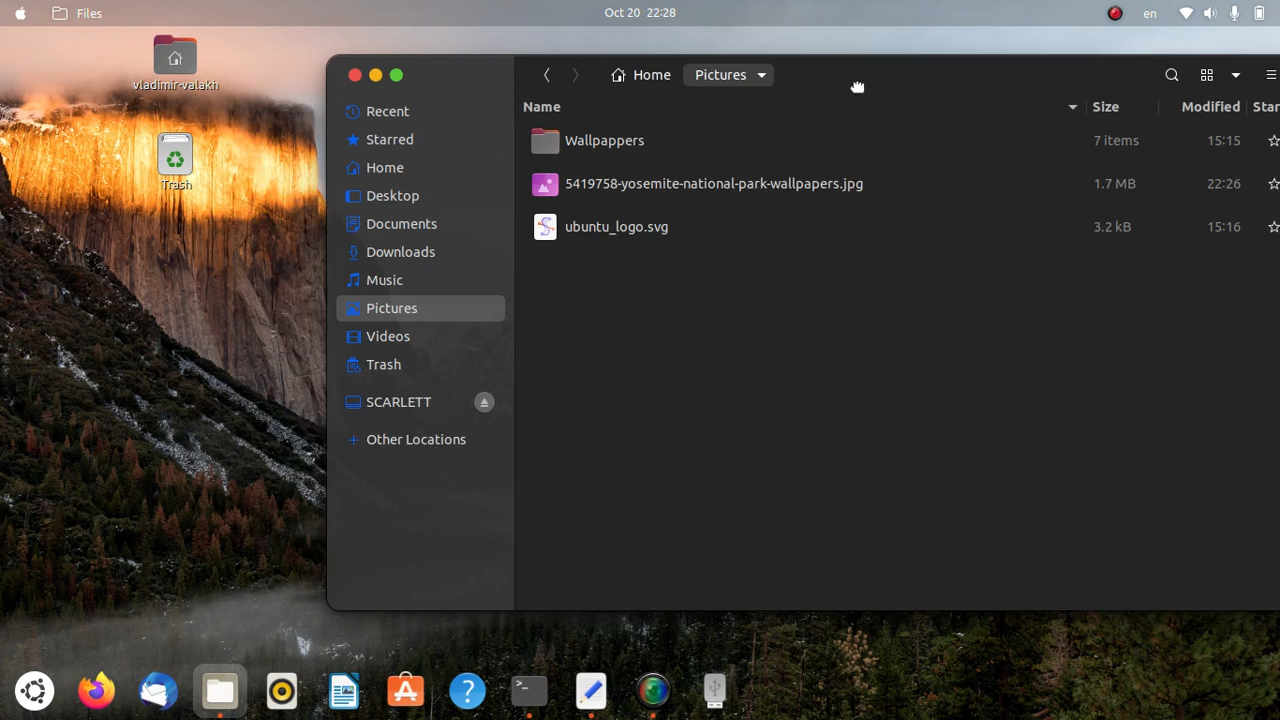 Files
Oct 20 22:28
en
vladimir-valakh
Trash
Home
Pictures
Recent
Starred
Home
Desktop
Documents
Downloads
Music
Pictures
Videos
Trash
SCARLETT
Other Locations
Name Size Modified Star
Wallpappers 7 items 15:15
5419758-yosemite-national-park-wallpapers.jpg 1.7 MB 22:26
ubuntu_logo.svg 3.2 kB 15:16